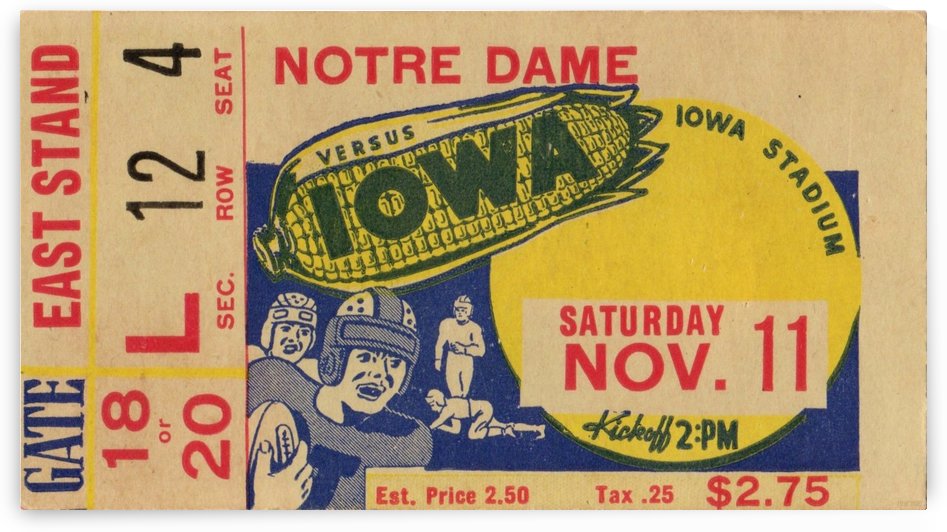 EAST STAND
GATE
4 SEAT
12 ROW
L SEC.
18 or 20
NOTRE DAME
VERSUS
IOWA
IOWA STADIUM
SATURDAY
NOV. 11
Kickoff 2:PM
Est. Price 2.50 Tax .25 $2.75